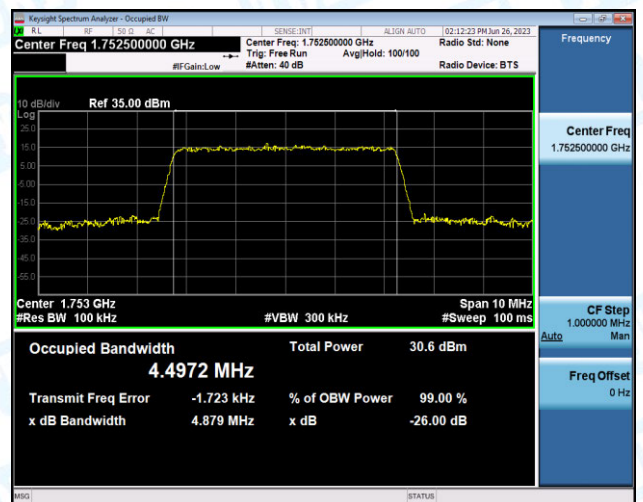 Keysight Spectrum Analyzer - Occupied BW
RL RF 50 Ω AC SENSE:INT ALIGN AUTO 02:12:23 PM Jun 26, 2023
Center Freq 1.752500000 GHz
Center Freq: 1.752500000 GHz Radio Std: None
Trig: Free Run Avg|Hold: 100/100
#IFGain:Low #Atten: 40 dB Radio Device: BTS
Frequency
10 dB/div Ref 35.00 dBm
Log
25.0
15.0
5.00
-5.00
-15.0
-25.0
-35.0
-45.0
-55.0
Center 1.753 GHz Span 10 MHz
#Res BW 100 kHz #VBW 300 kHz #Sweep 100 ms
Center Freq
1.752500000 GHz
CF Step
1.000000 MHz
Auto Man
Freq Offset
0 Hz
Occupied Bandwidth Total Power 30.6 dBm
4.4972 MHz
Transmit Freq Error -1.723 kHz % of OBW Power 99.00 %
x dB Bandwidth 4.879 MHz x dB -26.00 dB
MSG STATUS